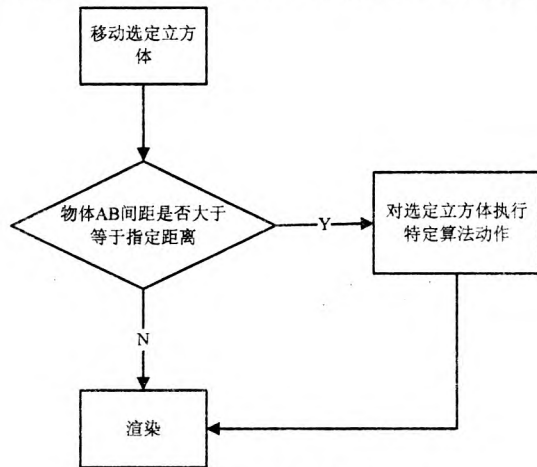 移动选定立方
体
物体AB间距是否大于
等于指定距离
Y
对选定立方体执行
特定算法动作
N
渲染